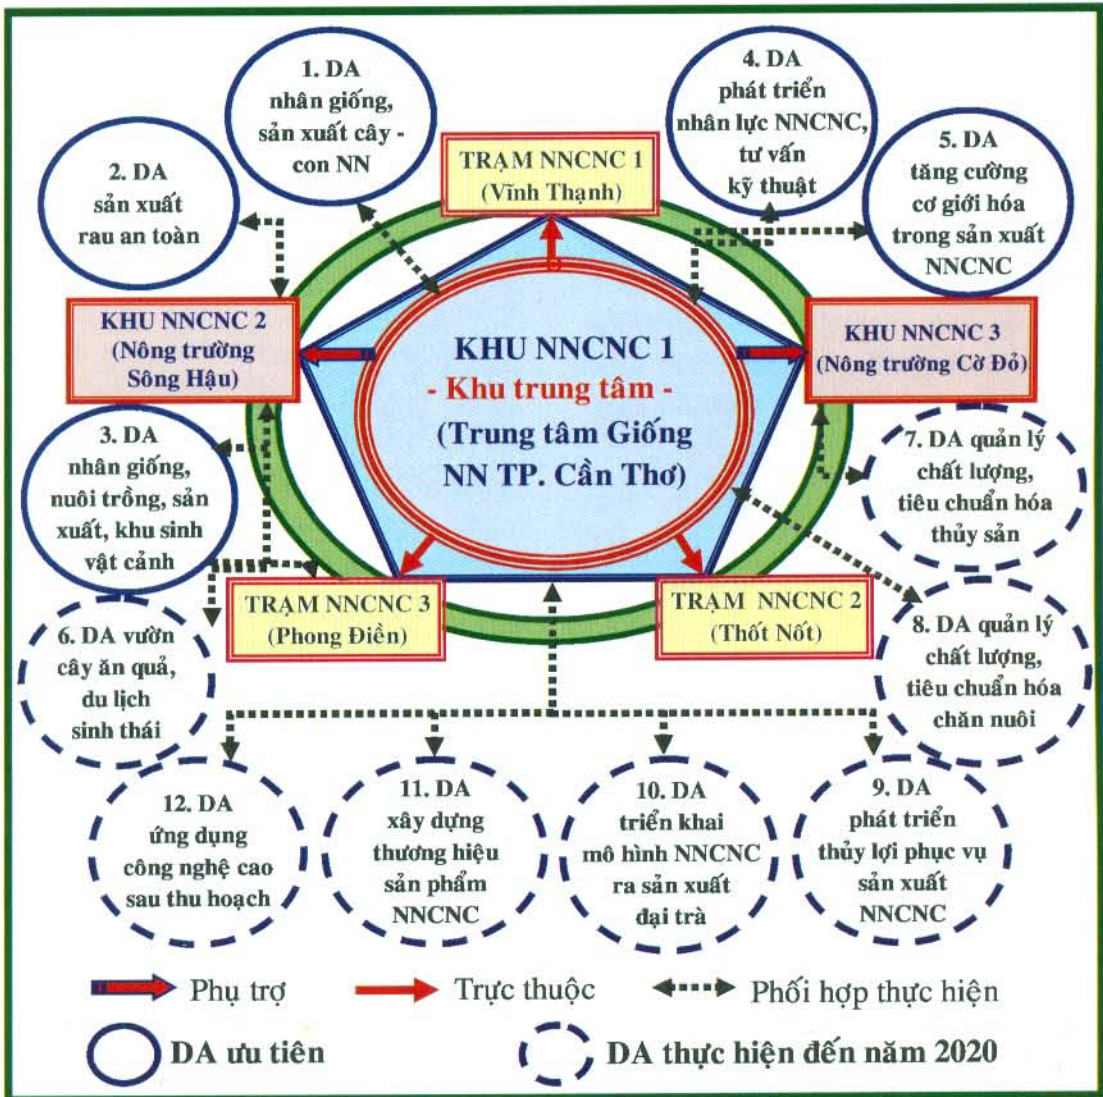 1. DA
nhân giống,
sản xuất cây -
con NN
4. DA
phát triển
nhân lực NNCNC,
tư vấn
kỹ thuật
2. DA
sản xuất
rau an toàn
TRẠM NNCNC 1
(Vĩnh Thạnh)
5. DA
tăng cường
cơ giới hóa
trong sản xuất
NNCNC
KHU NNCNC 2
(Nông trường
Sông Hậu)
KHU NNCNC 1
- Khu trung tâm -
(Trung tâm Giống
NN TP. Cần Thơ)
KHU NNCNC 3
(Nông trường Cờ Đỏ)
3. DA
nhân giống,
nuôi trồng, sản
xuất, khu sinh
vật cảnh
7. DA quản lý
chất lượng,
tiêu chuẩn hóa
thủy sản
TRẠM NNCNC 3
(Phong Điền)
TRẠM NNCNC 2
(Thốt Nốt)
6. DA vườn
cây ăn quả,
du lịch
sinh thái
8. DA quản lý
chất lượng,
tiêu chuẩn hóa
chăn nuôi
12. DA
ứng dụng
công nghệ cao
sau thu hoạch
11. DA
xây dựng
thương hiệu
sản phẩm
NNCNC
10. DA
triển khai
mô hình NNCNC
ra sản xuất
đại trà
9. DA
phát triển
thủy lợi phục vụ
sản xuất
NNCNC
Phụ trợ
Trực thuộc
Phối hợp thực hiện
DA ưu tiên
DA thực hiện đến năm 2020